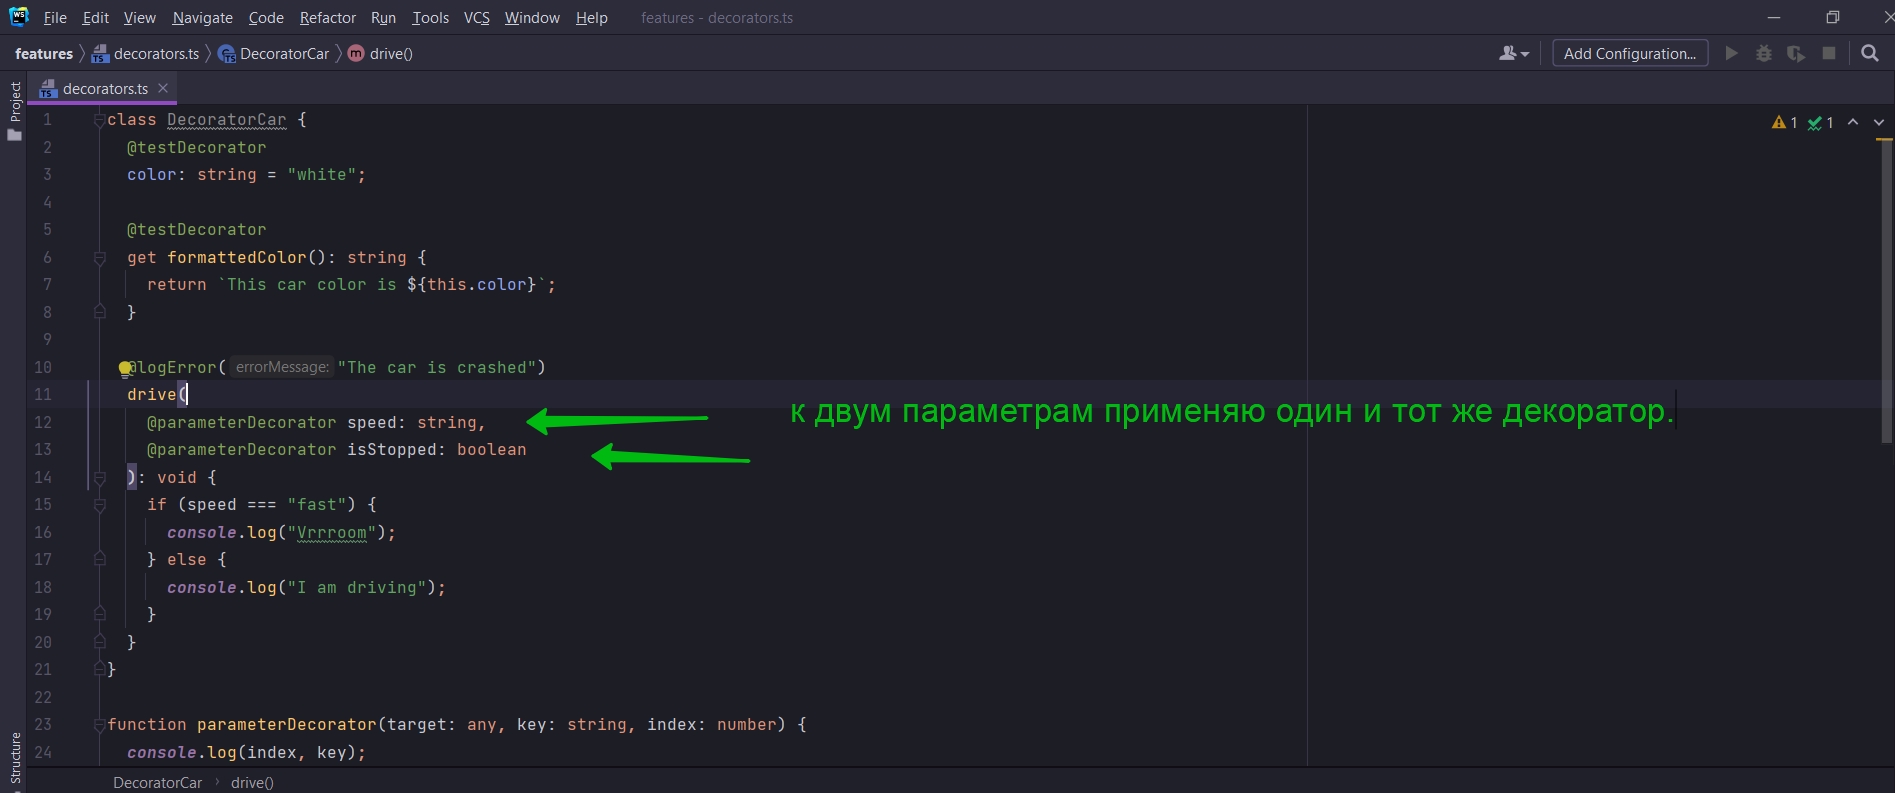 File Edit View Navigate Code Refactor Run Tools VCS Window Help features - decorators.ts
features decorators.ts DecoratorCar drive()
Add Configuration...
Project
decorators.ts
1 class DecoratorCar {
1 1
2 @testDecorator
3 color: string = "white";
4
5 @testDecorator
6 get formattedColor(): string {
7 return `This car color is ${this.color}`;
8 }
9
10 @logError( errorMessage: "The car is crashed")
11 drive(
к двум параметрам применяю один и тот же декоратор.
12 @parameterDecorator speed: string,
13 @parameterDecorator isStopped: boolean
14 ): void {
15 if (speed === "fast") {
16 console.log("Vrrroom");
17 } else {
18 console.log("I am driving");
19 }
20 }
21 }
22
23 function parameterDecorator(target: any, key: string, index: number) {
24 console.log(index, key);
Structure
DecoratorCar drive()